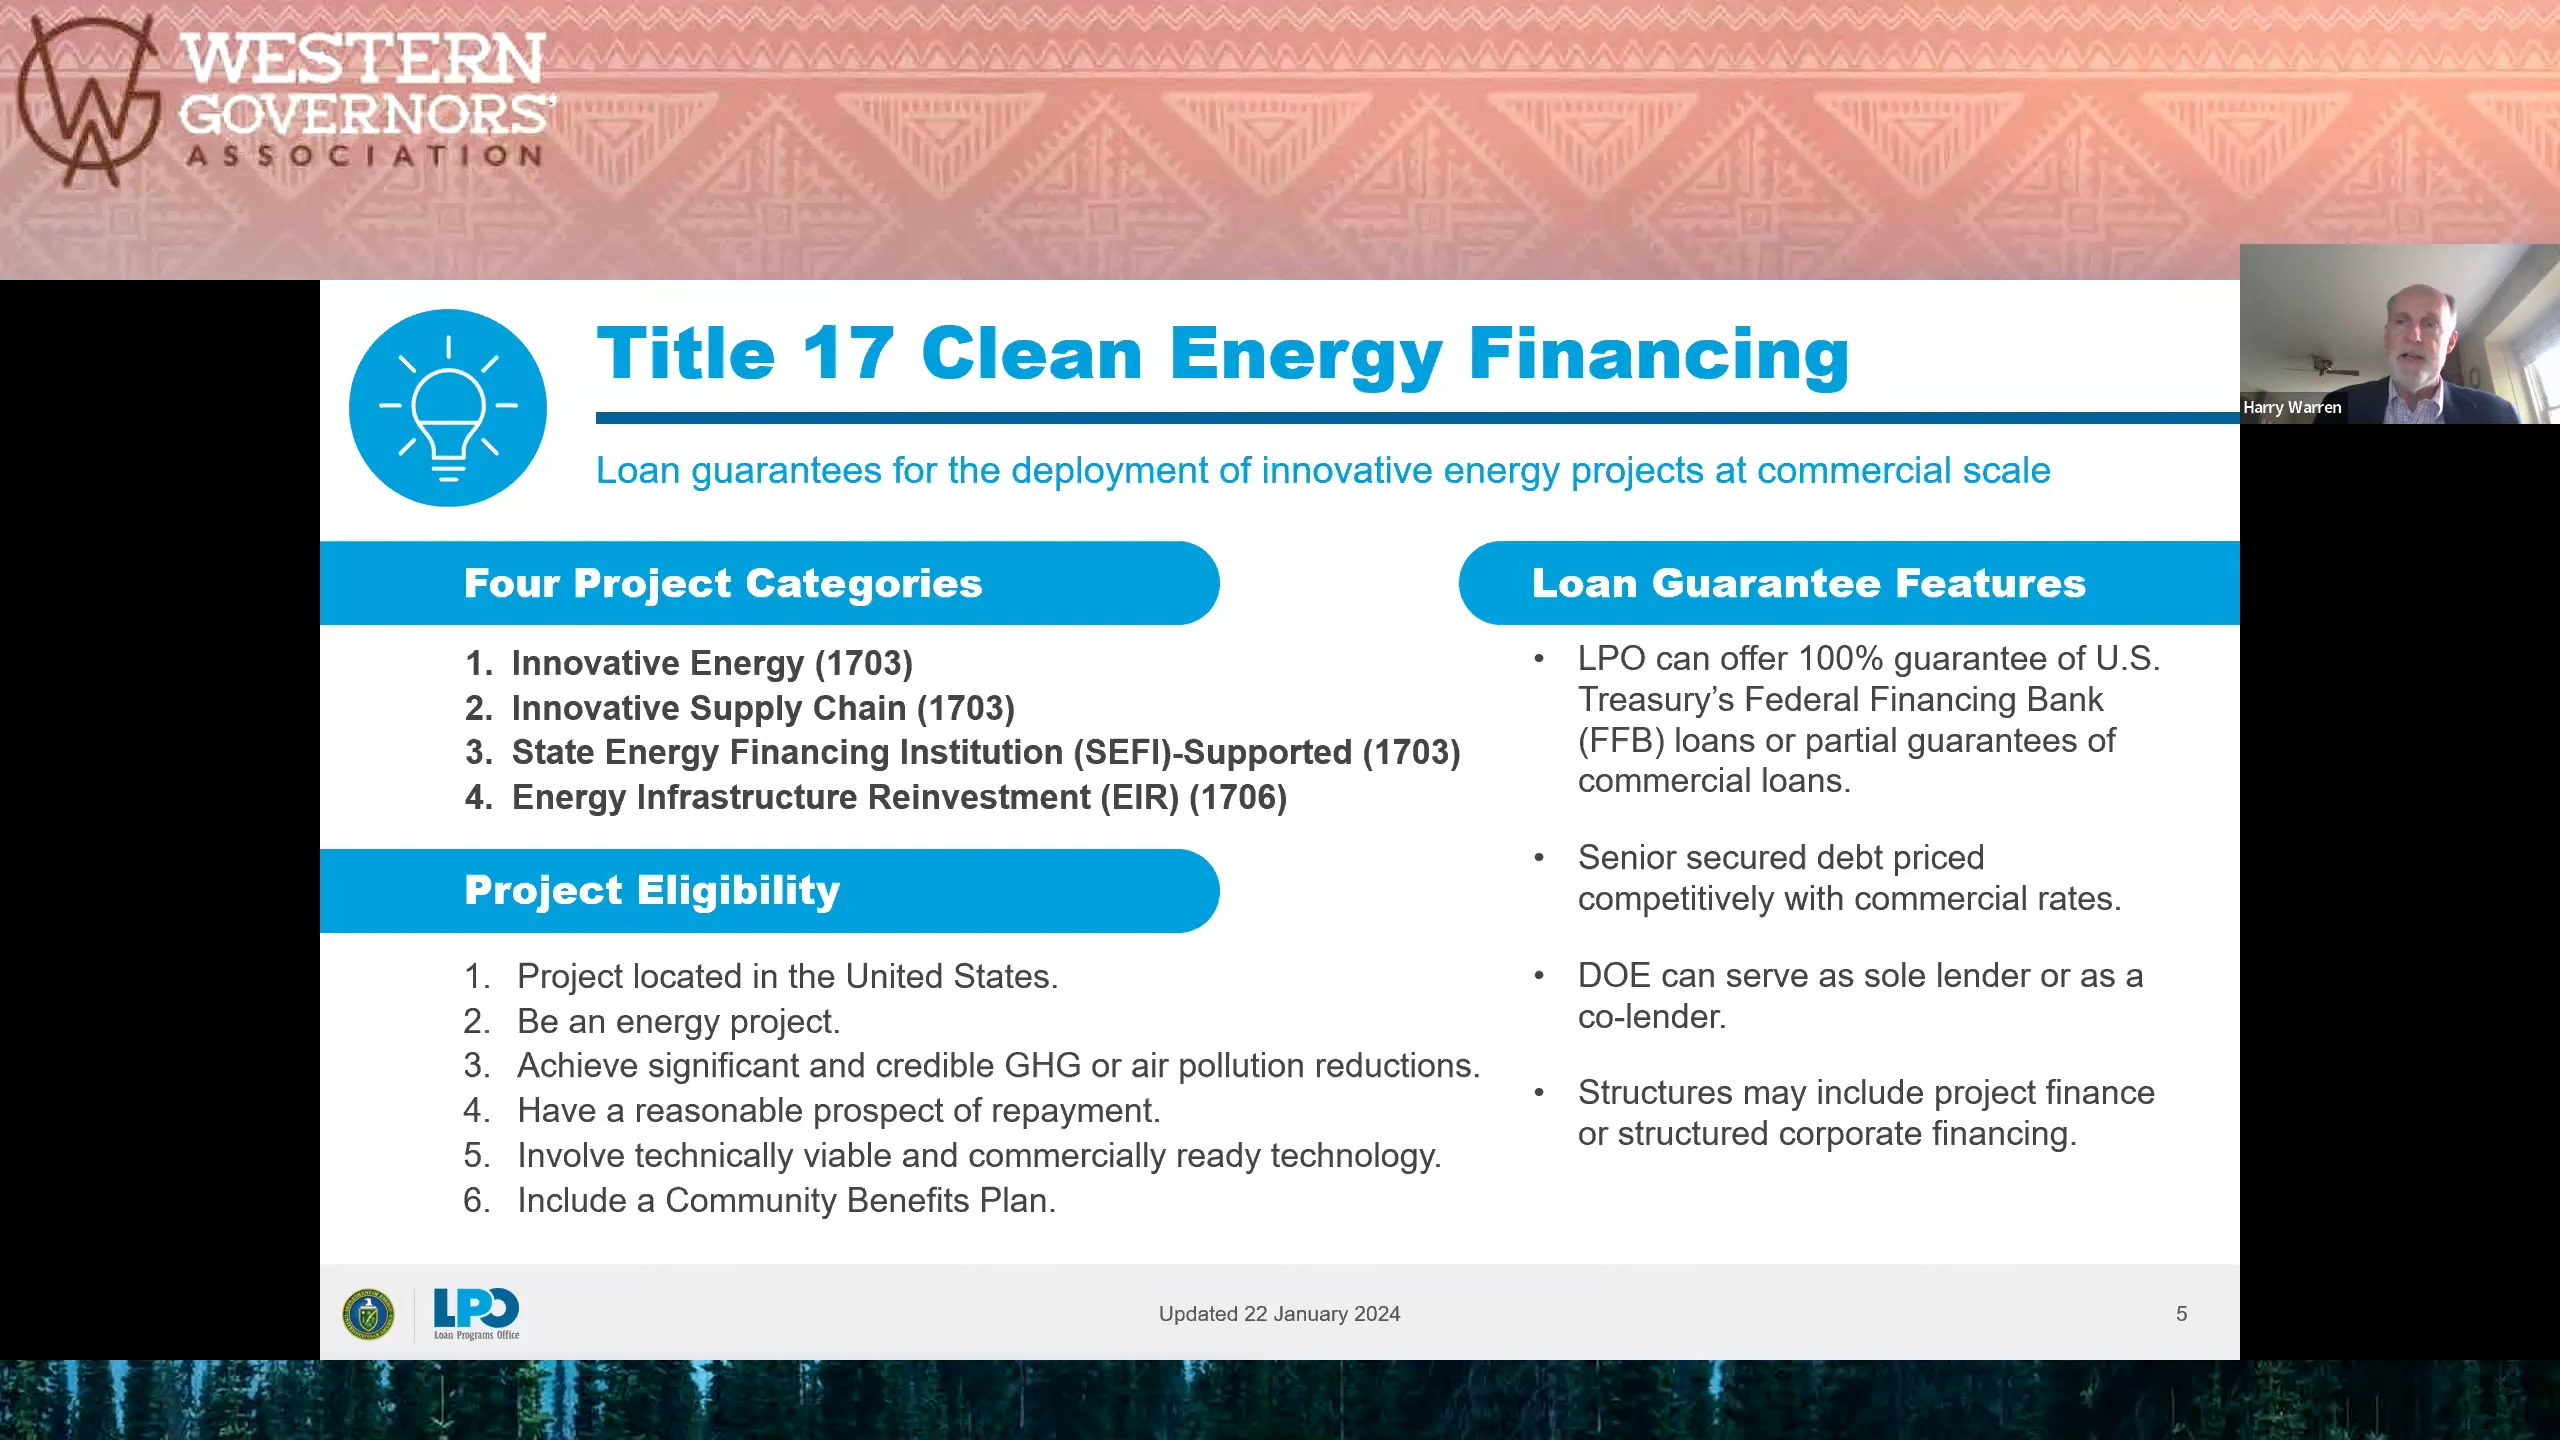 WESTERN
GOVERNORS'
ASSOCIATION
Harry Warren
Title 17 Clean Energy Financing
Loan guarantees for the deployment of innovative energy projects at commercial scale
Four Project Categories
1. Innovative Energy (1703)
2. Innovative Supply Chain (1703)
3. State Energy Financing Institution (SEFI)-Supported (1703)
4. Energy Infrastructure Reinvestment (EIR) (1706)
Project Eligibility
1. Project located in the United States.
2. Be an energy project.
3. Achieve significant and credible GHG or air pollution reductions.
4. Have a reasonable prospect of repayment.
5. Involve technically viable and commercially ready technology.
6. Include a Community Benefits Plan.
Loan Guarantee Features
• LPO can offer 100% guarantee of U.S.
Treasury’s Federal Financing Bank
(FFB) loans or partial guarantees of
commercial loans.
• Senior secured debt priced
competitively with commercial rates.
• DOE can serve as sole lender or as a
co-lender.
• Structures may include project finance
or structured corporate financing.
LPO
Loan Programs Office
Updated 22 January 2024
5